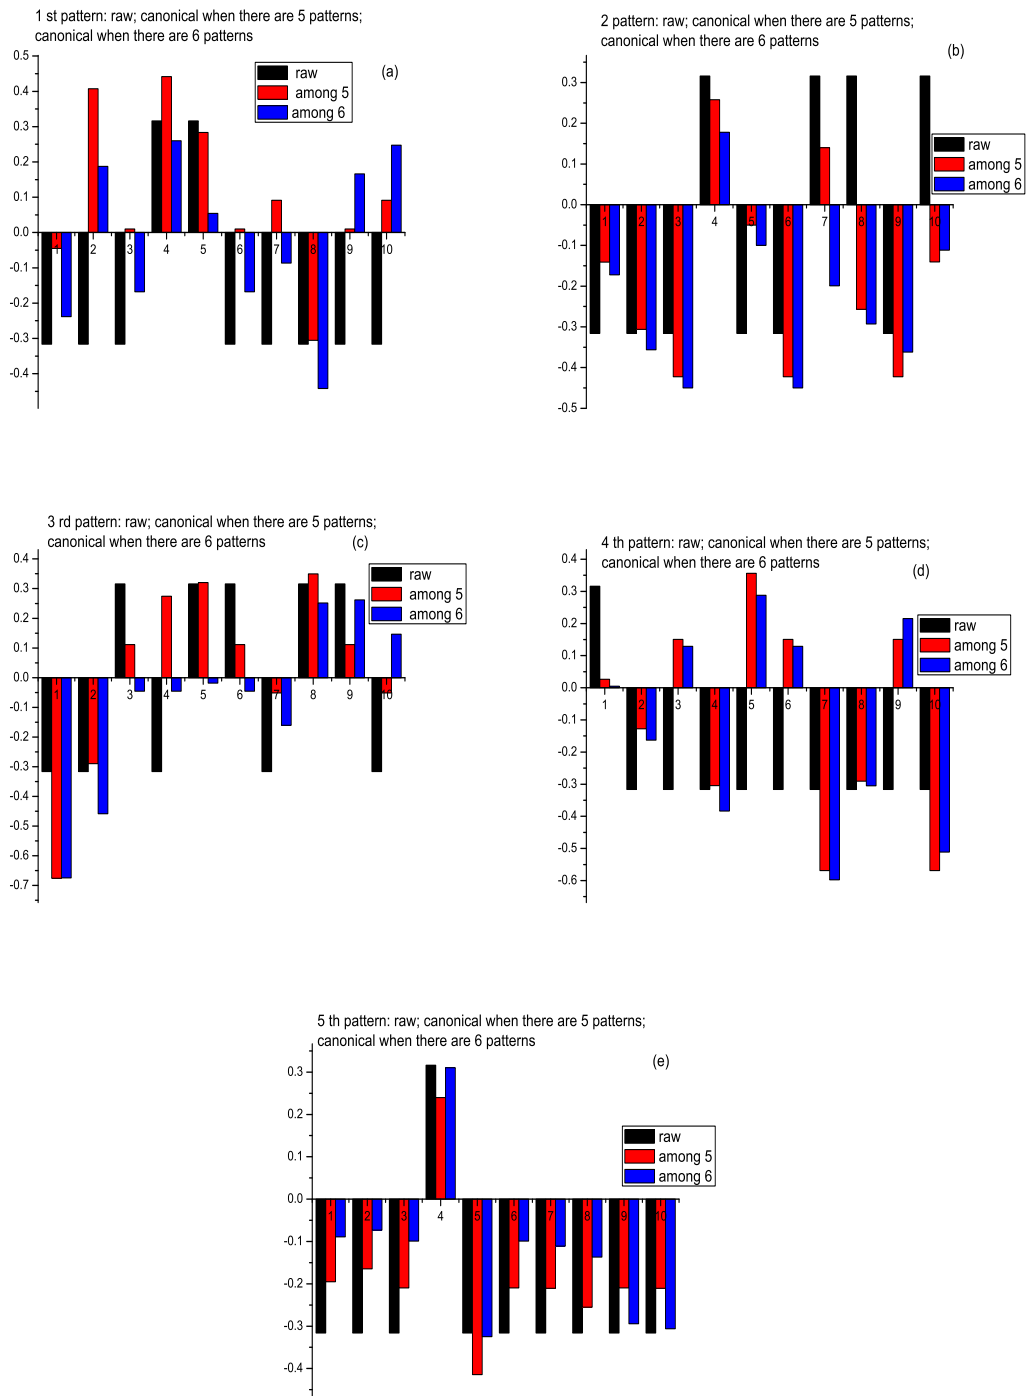 1 st pattern: raw; canonical when there are 5 patterns;
canonical when there are 6 patterns
(a)
raw
among 5
among 6
0.5
0.4
0.3
0.2
0.1
0.0
-0.1
-0.2
-0.3
-0.4
1 2 3 4 5 6 7 8 9 10
2 pattern: raw; canonical when there are 5 patterns;
canonical when there are 6 patterns
(b)
raw
among 5
among 6
0.3
0.2
0.1
0.0
-0.1
-0.2
-0.3
-0.4
-0.5
1 2 3 4 5 6 7 8 9 10
3 rd pattern: raw; canonical when there are 5 patterns;
canonical when there are 6 patterns
(c)
raw
among 5
among 6
0.4
0.3
0.2
0.1
0.0
-0.1
-0.2
-0.3
-0.4
-0.5
-0.6
-0.7
1 2 3 4 5 6 7 8 9 10
4 th pattern: raw; canonical when there are 5 patterns;
canonical when there are 6 patterns
(d)
raw
among 5
among 6
0.4
0.3
0.2
0.1
0.0
-0.1
-0.2
-0.3
-0.4
-0.5
-0.6
1 2 3 4 5 6 7 8 9 10
5 th pattern: raw; canonical when there are 5 patterns;
canonical when there are 6 patterns
(e)
raw
among 5
among 6
0.3
0.2
0.1
0.0
-0.1
-0.2
-0.3
-0.4
1 2 3 4 5 6 7 8 9 10